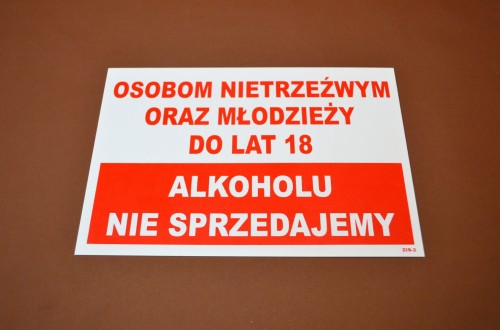 OSOBOM NIETRZEŹWYM
ORAZ MŁODZIEŻY
DO LAT 18
ALKOHOLU
NIE SPRZEDAJEMY